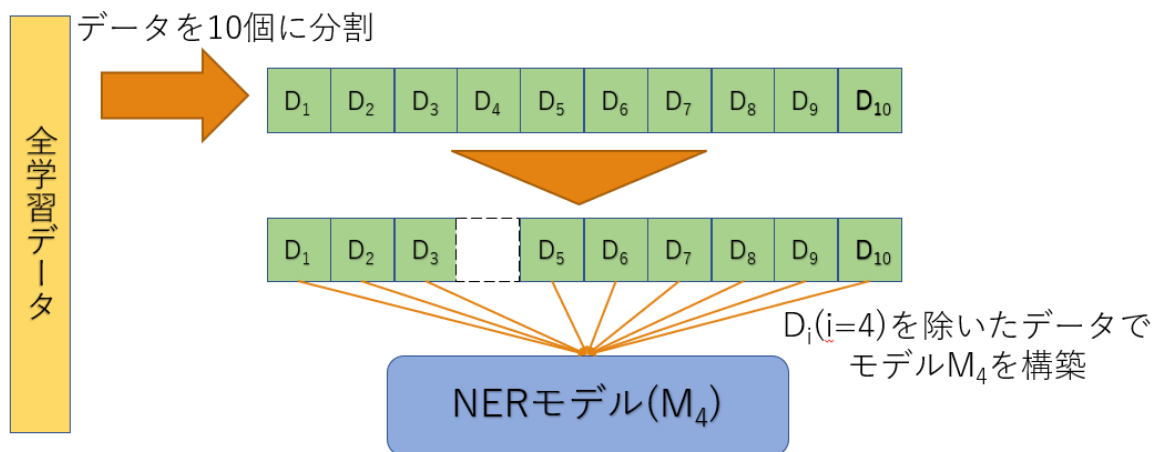 データを10個に分割
全学習データ
D₁ D₂ D₃ D₄ D₅ D₆ D₇ D₈ D₉ D₁₀
D₁ D₂ D₃ D₅ D₆ D₇ D₈ D₉ D₁₀
Dᵢ(i=4)を除いたデータで
モデルM₄を構築
NERモデル(M₄)